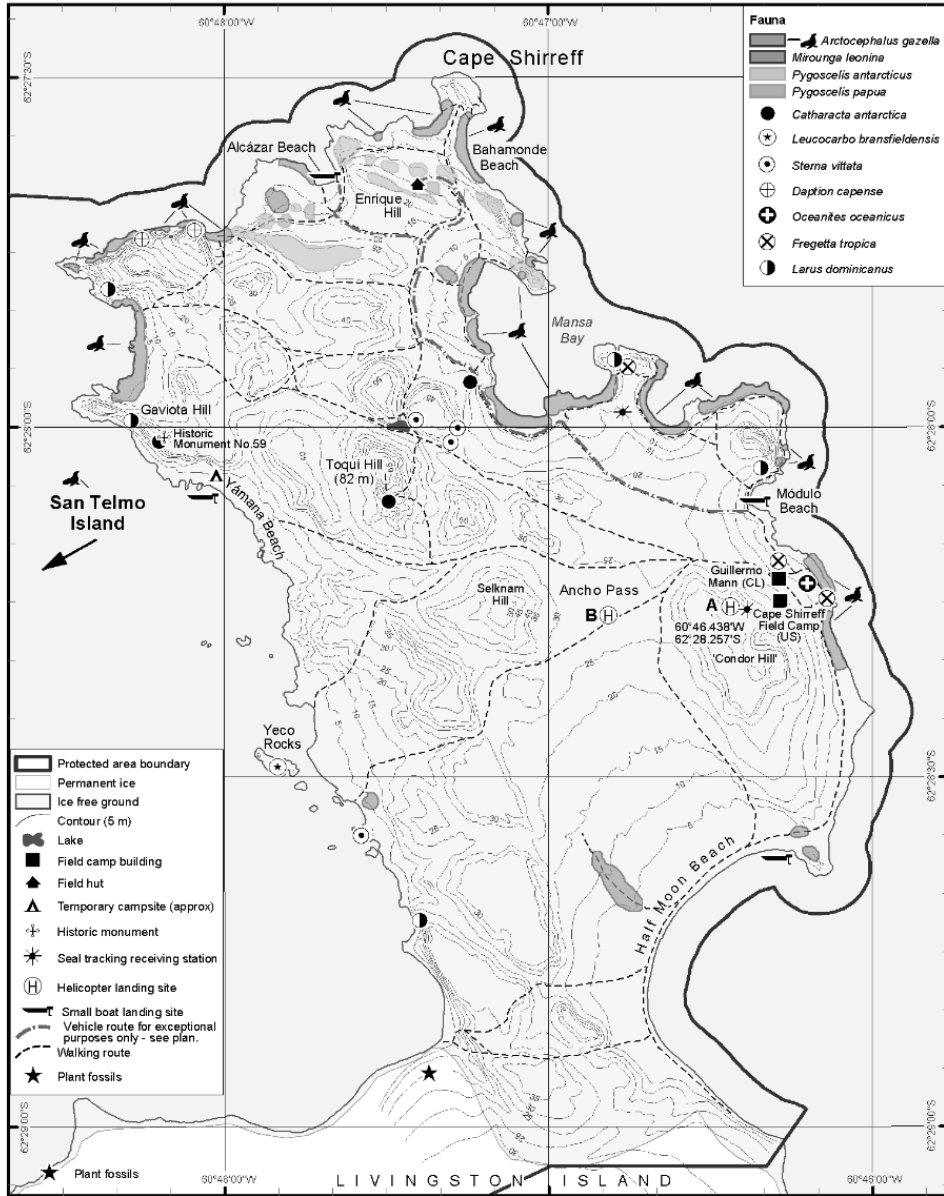 60°48'00"W
60°47'00"W
Cape Shirreff
62°27'30"S
Alcázar Beach
Bahamonde
Beach
Enrique
Hill
Mansa
Bay
Gaviota Hill
Historic
Monument No.59
62°28'00"S
62°28'00"S
Toqui Hill
(82 m)
San Telmo
Island
Yámana Beach
Módulo
Beach
Guillermo
Mann (CL)
Selknam
Hill
Ancho Pass
B H
A H
60°46.438'W
62°28.257'S
Cape Shirreff
Field Camp
(US)
'Condor Hill'
Yeco
Rocks
62°28'30"S
Half Moon Beach
62°29'00"S
62°29'00"S
Plant fossils
60°48'00"W
LIVINGSTON ISLAND
60°47'00"W
60°46'00"W
Fauna
Arctocephalus gazella
Mirounga leonina
Pygoscelis antarcticus
Pygoscelis papua
Catharacta antarctica
Leucocarbo bransfieldensis
Sterna vittata
Daption capense
Oceanites oceanicus
Fregetta tropica
Larus dominicanus
Protected area boundary
Permanent ice
Ice free ground
Contour (5 m)
Lake
Field camp building
Field hut
Temporary campsite (approx)
Historic monument
Seal tracking receiving station
H Helicopter landing site
Small boat landing site
Vehicle route for exceptional
purposes only - see plan.
Walking route
Plant fossils